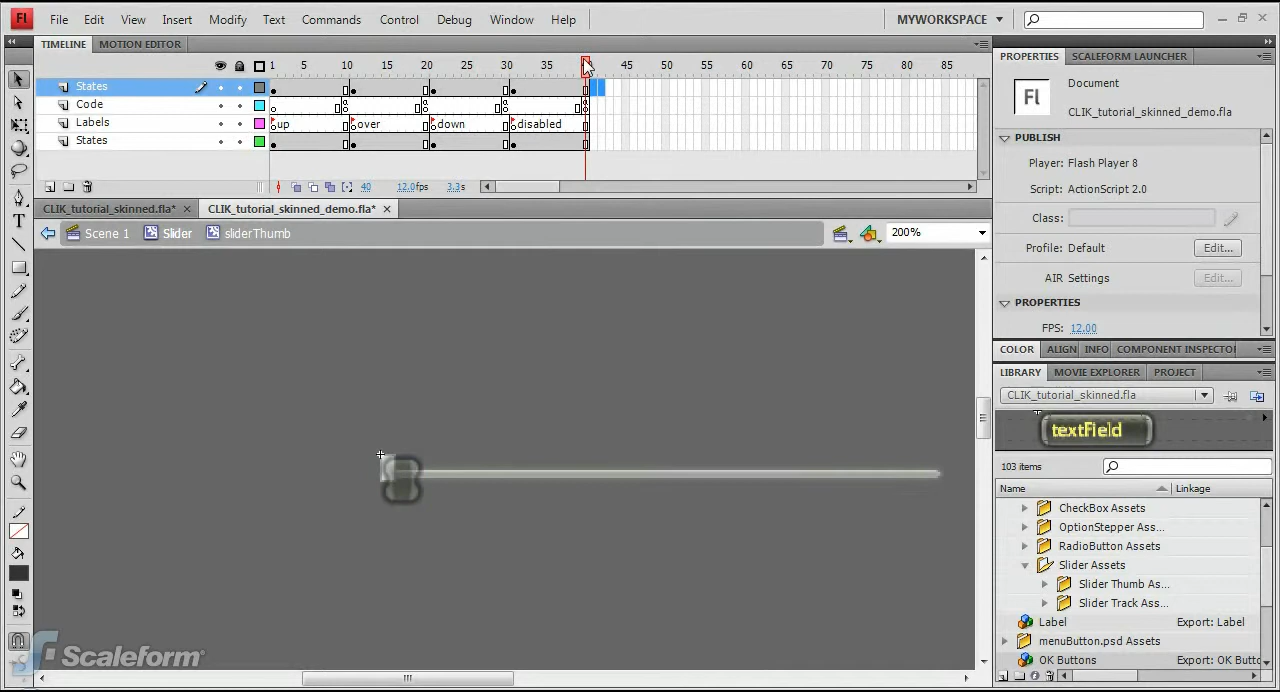 Fl File Edit View Insert Modify Text Commands Control Debug Window Help MYWORKSPACE
TIMELINE MOTION EDITOR
1 5 10 15 20 25 30 35 45 50 55 60 65 70 75 80 85
States
Code
Labels up over down disabled
States
40 12.0fps 3.3s
CLIK_tutorial_skinned.fla* CLIK_tutorial_skinned_demo.fla*
Scene 1 Slider sliderThumb 200%
PROPERTIES SCALEFORM LAUNCHER
Fl Document
CLIK_tutorial_skinned_demo.fla
PUBLISH
Player: Flash Player 8
Script: ActionScript 2.0
Class:
Profile: Default Edit...
AIR Settings Edit...
PROPERTIES
FPS: 12.00
COLOR ALIGN INFO COMPONENT INSPECTO
LIBRARY MOVIE EXPLORER PROJECT
CLIK_tutorial_skinned.fla
textField
103 items
Name Linkage
CheckBox Assets
OptionStepper Ass...
RadioButton Assets
Slider Assets
Slider Thumb As...
Slider Track Ass...
Label Export: Label
menuButton.psd Assets
OK Buttons Export: OK Bu
T
Scaleform